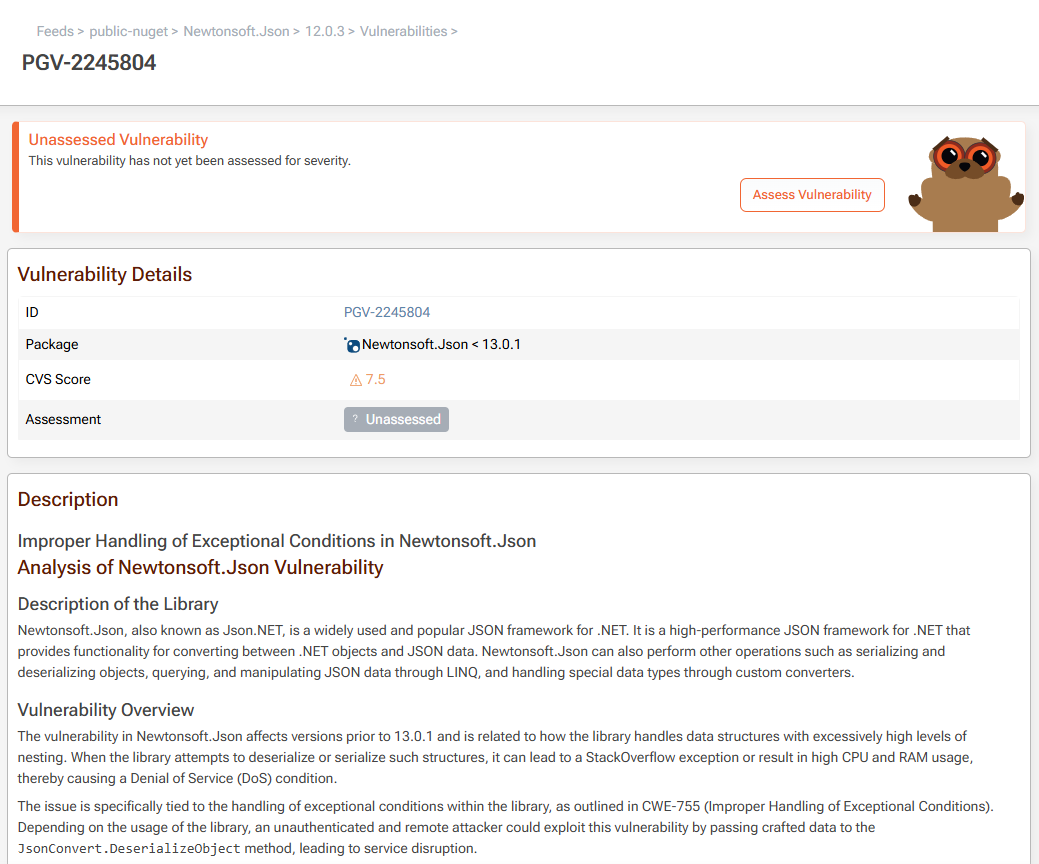 Feeds > public-nuget > Newtonsoft.Json > 12.0.3 > Vulnerabilities >
PGV-2245804
Unassessed Vulnerability
This vulnerability has not yet been assessed for severity.
Assess Vulnerability
Vulnerability Details
ID PGV-2245804
Package Newtonsoft.Json < 13.0.1
CVS Score 7.5
Assessment ? Unassessed
Description
Improper Handling of Exceptional Conditions in Newtonsoft.Json
Analysis of Newtonsoft.Json Vulnerability
Description of the Library
Newtonsoft.Json, also known as Json.NET, is a widely used and popular JSON framework for .NET. It is a high-performance JSON framework for .NET that
provides functionality for converting between .NET objects and JSON data. Newtonsoft.Json can also perform other operations such as serializing and
deserializing objects, querying, and manipulating JSON data through LINQ, and handling special data types through custom converters.
Vulnerability Overview
The vulnerability in Newtonsoft.Json affects versions prior to 13.0.1 and is related to how the library handles data structures with excessively high levels of
nesting. When the library attempts to deserialize or serialize such structures, it can lead to a StackOverflow exception or result in high CPU and RAM usage,
thereby causing a Denial of Service (DoS) condition.
The issue is specifically tied to the handling of exceptional conditions within the library, as outlined in CWE-755 (Improper Handling of Exceptional Conditions).
Depending on the usage of the library, an unauthenticated and remote attacker could exploit this vulnerability by passing crafted data to the
JsonConvert.DeserializeObject method, leading to service disruption.